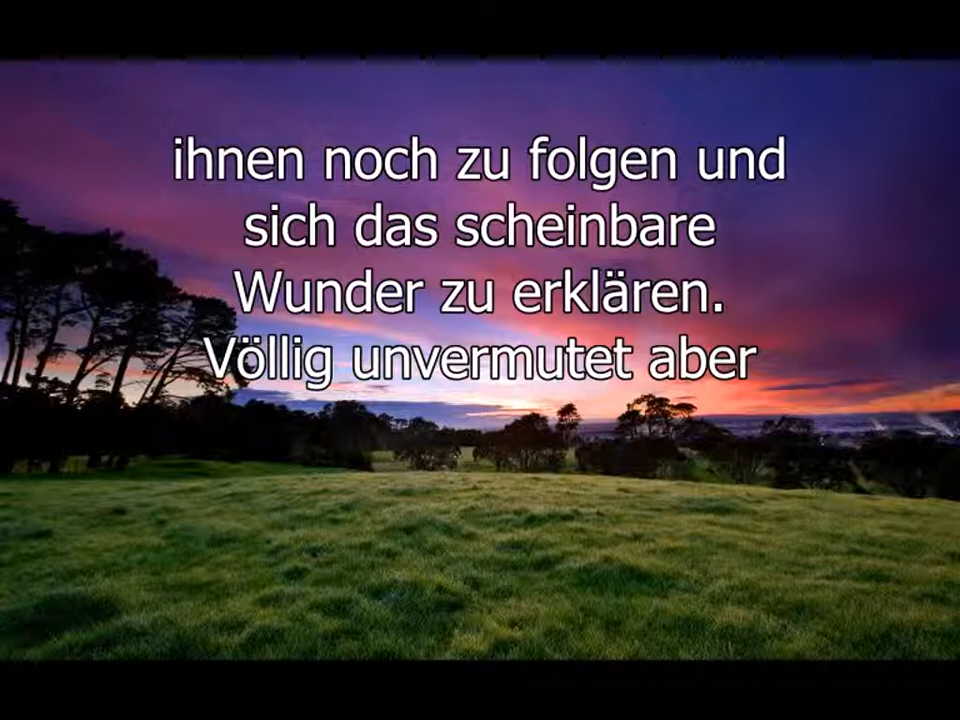 ihnen noch zu folgen und
sich das scheinbare
Wunder zu erklären.
Völlig unvermutet aber